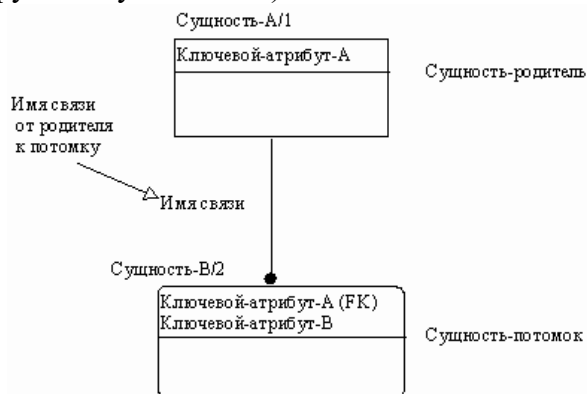 Сущность-А/1
Ключевой-атрибут-А
Сущность-родитель
Имя связи
от родителя
к потомку
Имя связи
Сущность-В/2
Ключевой-атрибут-А (FK)
Ключевой-атрибут-В
Сущность-потомок